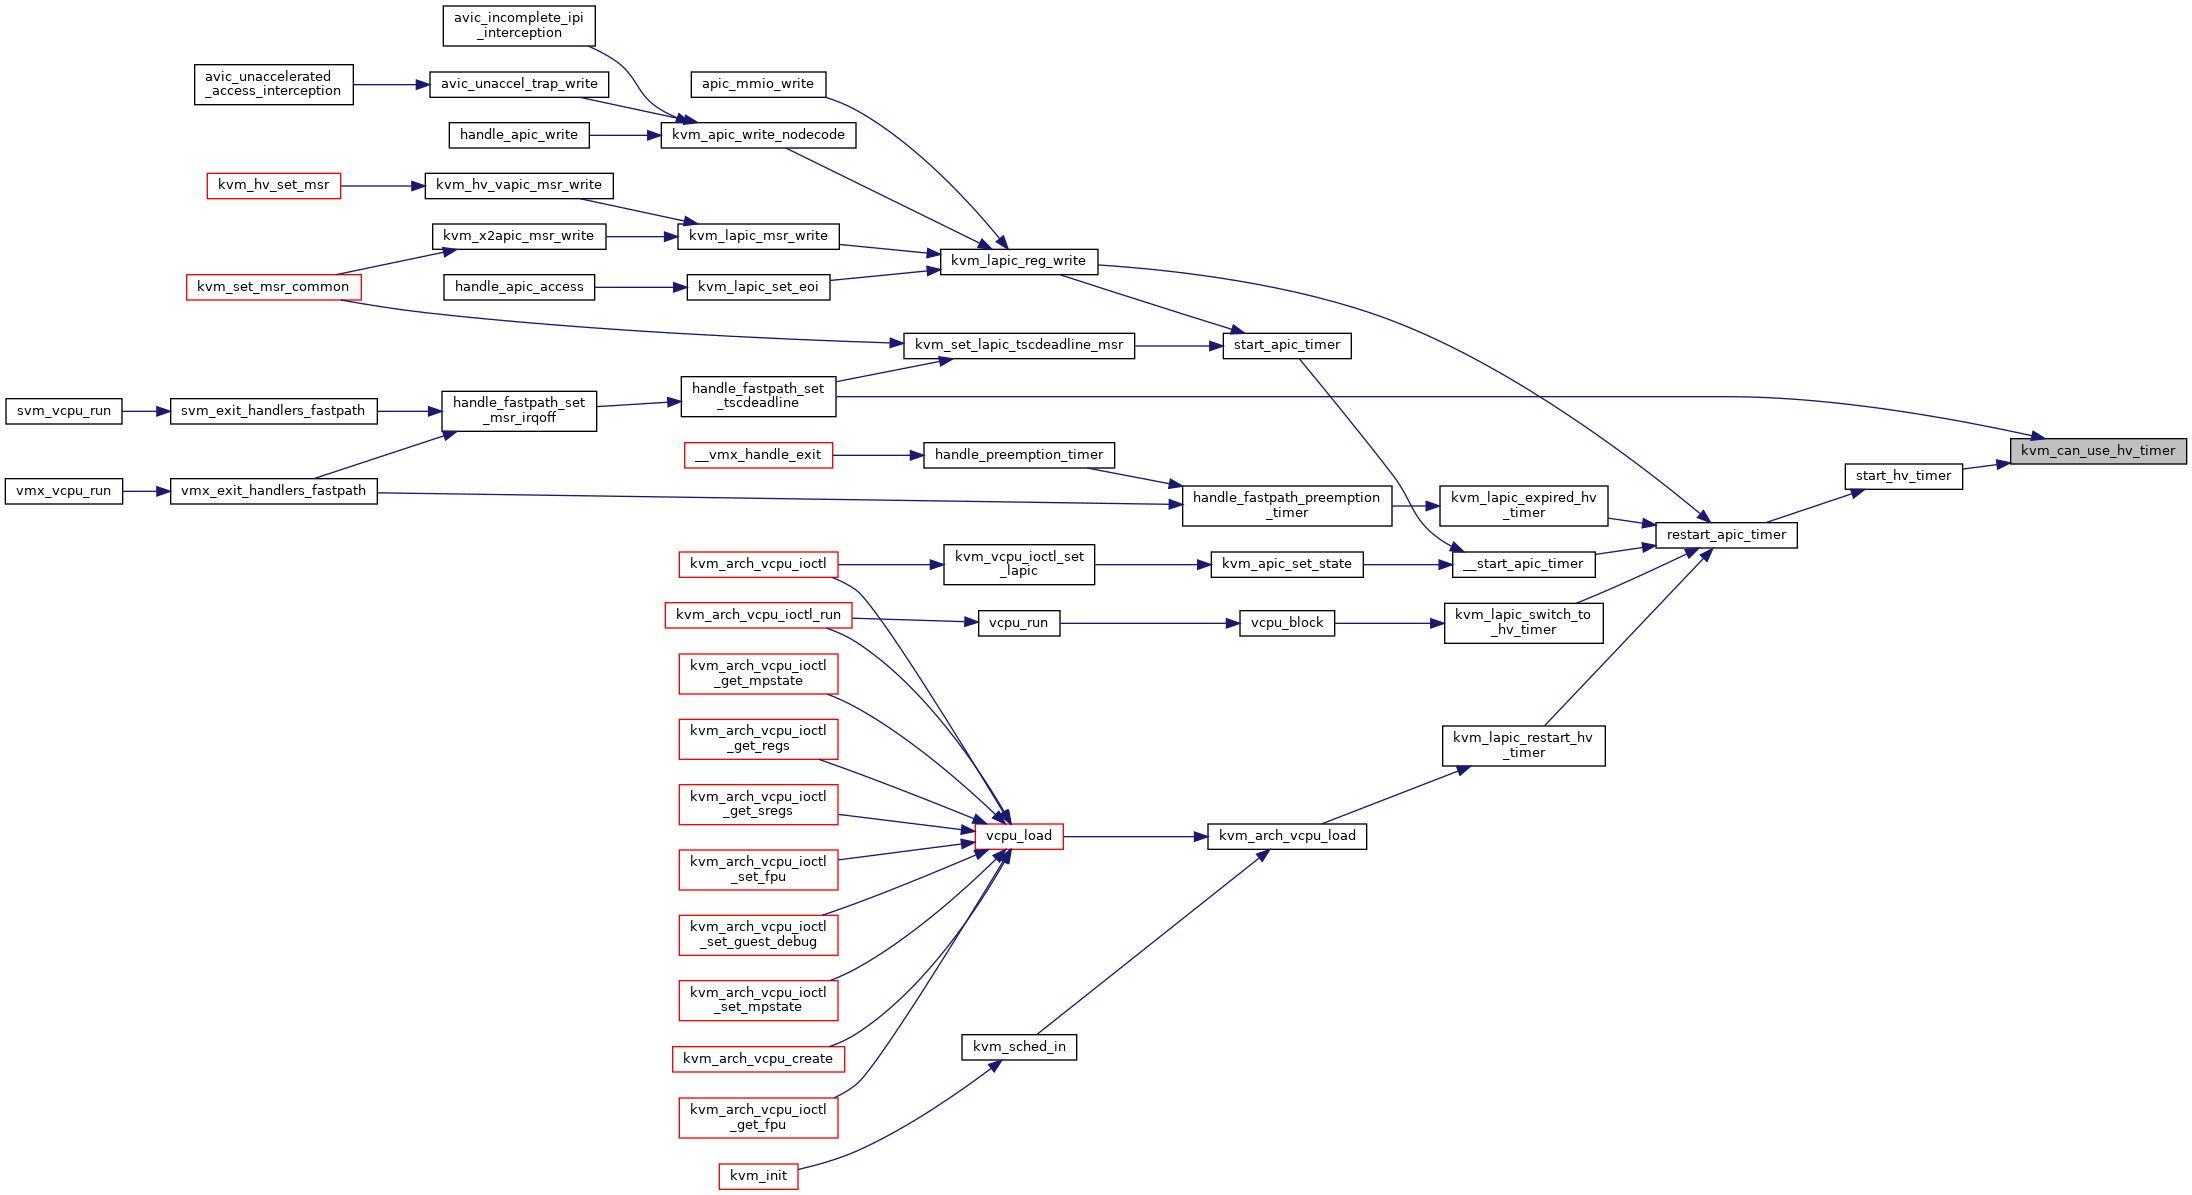 avic_incomplete_ipi
_interception
avic_unaccelerated
_access_interception
avic_unaccel_trap_write
apic_mmio_write
handle_apic_write
kvm_apic_write_nodecode
kvm_hv_set_msr
kvm_hv_vapic_msr_write
kvm_x2apic_msr_write
kvm_lapic_msr_write
kvm_lapic_reg_write
kvm_set_msr_common
handle_apic_access
kvm_lapic_set_eoi
kvm_set_lapic_tscdeadline_msr
start_apic_timer
handle_fastpath_set
_tscdeadline
svm_vcpu_run
svm_exit_handlers_fastpath
handle_fastpath_set
_msr_irqoff
kvm_can_use_hv_timer
__vmx_handle_exit
handle_preemption_timer
start_hv_timer
vmx_vcpu_run
vmx_exit_handlers_fastpath
handle_fastpath_preemption
_timer
kvm_lapic_expired_hv
_timer
restart_apic_timer
kvm_arch_vcpu_ioctl
kvm_vcpu_ioctl_set
_lapic
kvm_apic_set_state
__start_apic_timer
kvm_arch_vcpu_ioctl_run
vcpu_run
vcpu_block
kvm_lapic_switch_to
_hv_timer
kvm_arch_vcpu_ioctl
_get_mpstate
kvm_arch_vcpu_ioctl
_get_regs
kvm_lapic_restart_hv
_timer
kvm_arch_vcpu_ioctl
_get_sregs
vcpu_load
kvm_arch_vcpu_load
kvm_arch_vcpu_ioctl
_set_fpu
kvm_arch_vcpu_ioctl
_set_guest_debug
kvm_arch_vcpu_ioctl
_set_mpstate
kvm_sched_in
kvm_arch_vcpu_create
kvm_arch_vcpu_ioctl
_get_fpu
kvm_init